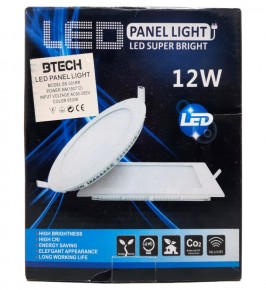 LED
PANEL LIGHT
LED SUPER BRIGHT
BTECH
LED PANEL LIGHT
12W
LED
- HIGH BRIGHTNESS
- HIGH CRI
- ENERGY SAVING
- ELEFGANT APPEARANCE
- LONG WORKING LIFE
Co2